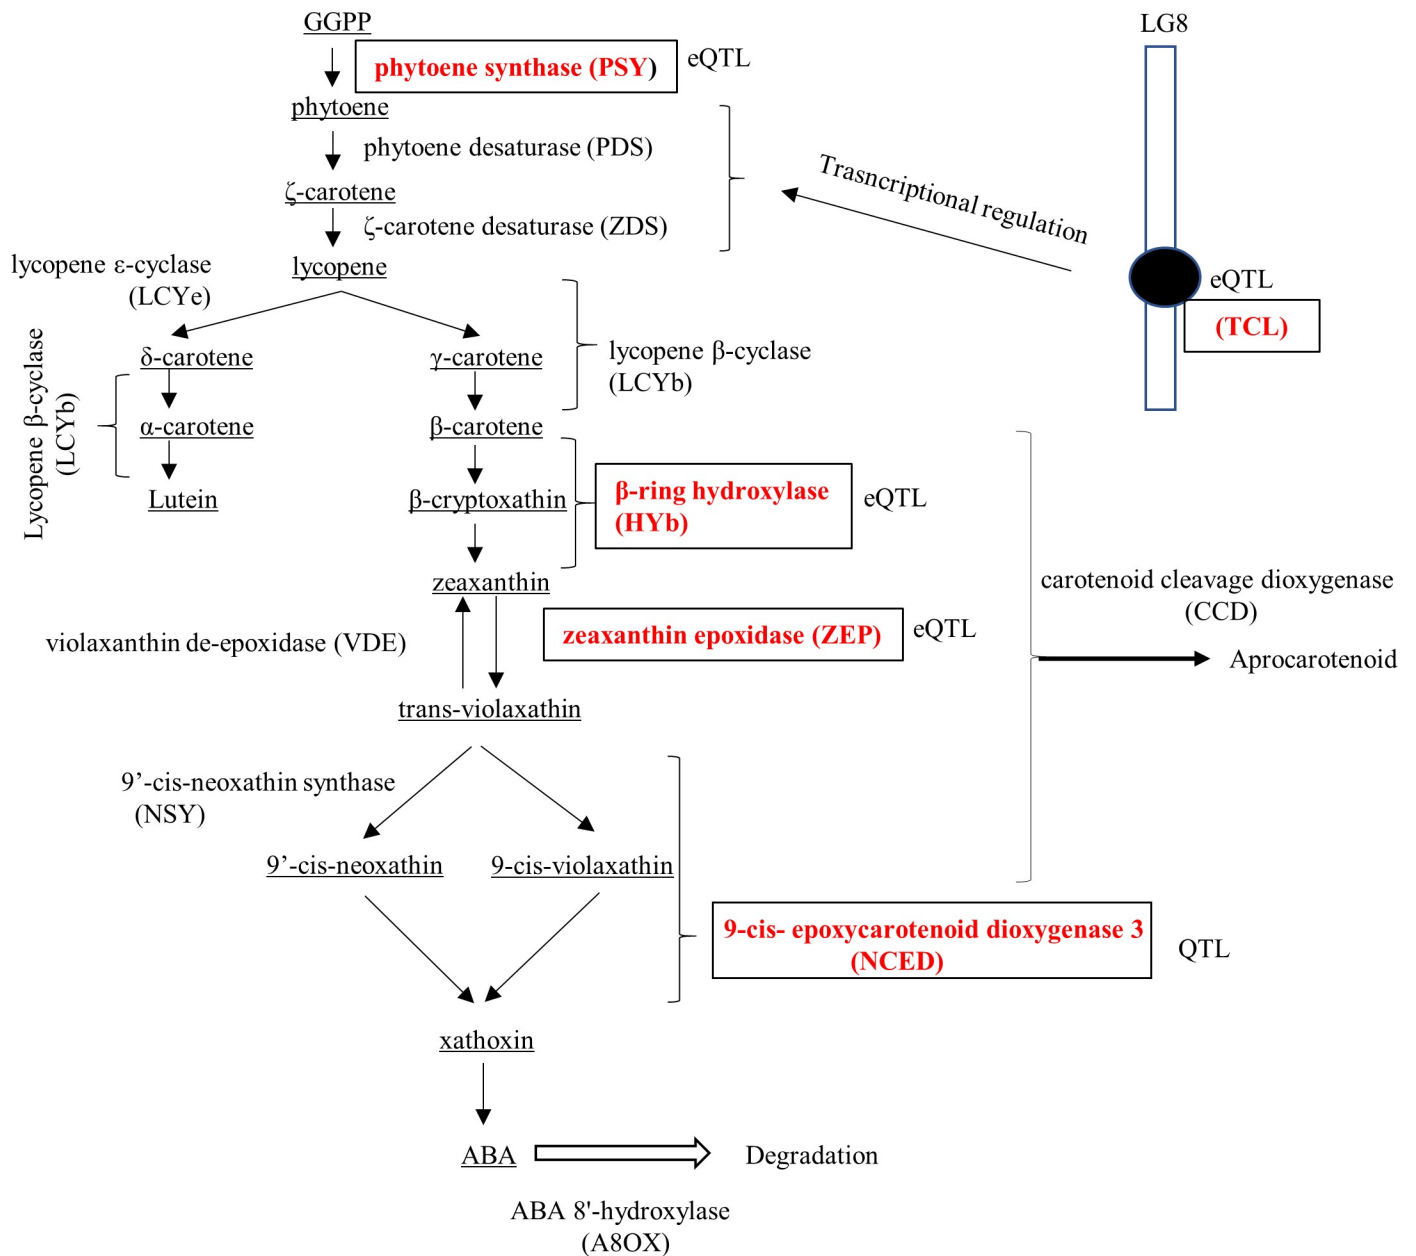 GGPP
LG8
phytoene synthase (PSY)
eQTL
phytoene
phytoene desaturase (PDS)
Trasncriptional regulation
ζ-carotene
ζ-carotene desaturase (ZDS)
lycopene ε-cyclase
(LCYe)
lycopene
eQTL
(TCL)
δ-carotene
γ-carotene
lycopene β-cyclase
(LCYb)
Lyocopene β-cyclase
(LCYb)
α-carotene
β-carotene
Lutein
β-cryptoxathin
β-ring hydroxylase
(HYb)
eQTL
zeaxanthin
carotenoid cleavage dioxygenase
(CCD)
violaxanthin de-epoxidase (VDE)
zeaxanthin epoxidase (ZEP)
eQTL
Aprocarotenoid
trans-violaxathin
9’-cis-neoxathin synthase
(NSY)
9’-cis-neoxathin
9-cis-violaxathin
9-cis- epoxycarotenoid dioxygenase 3
(NCED)
QTL
xathoxin
ABA
Degradation
ABA 8'-hydroxylase
(A8OX)